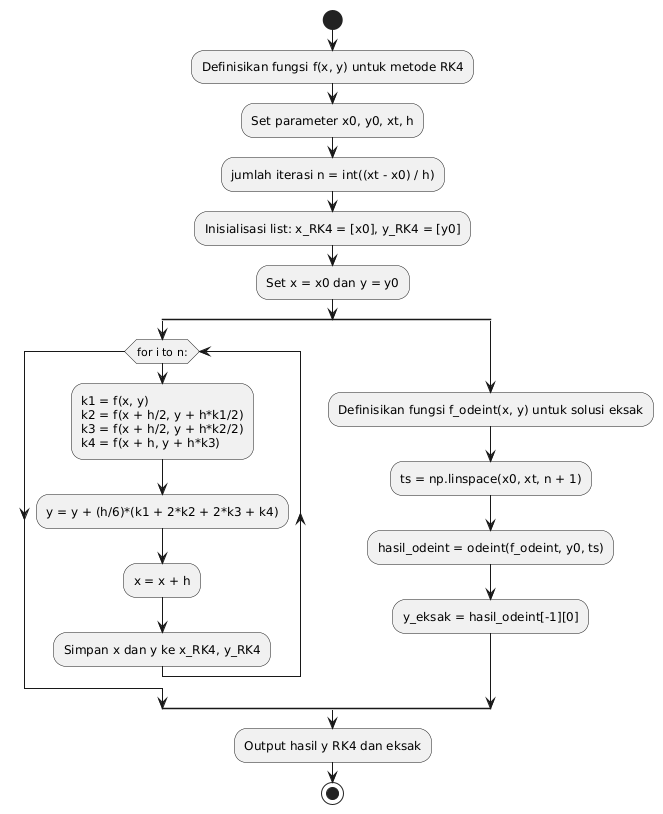 Definisikan fungsi f(x, y) untuk metode RK4
Set parameter x0, y0, xt, h
jumlah iterasi n = int((xt - x0) / h)
Inisialisasi list: x_RK4 = [x0], y_RK4 = [y0]
Set x = x0 dan y = y0
for i to n:
k1 = f(x, y)
k2 = f(x + h/2, y + h*k1/2)
k3 = f(x + h/2, y + h*k2/2)
k4 = f(x + h, y + h*k3)
y = y + (h/6)*(k1 + 2*k2 + 2*k3 + k4)
x = x + h
Simpan x dan y ke x_RK4, y_RK4
Definisikan fungsi f_odeint(x, y) untuk solusi eksak
ts = np.linspace(x0, xt, n + 1)
hasil_odeint = odeint(f_odeint, y0, ts)
y_eksak = hasil_odeint[-1][0]
Output hasil y RK4 dan eksak